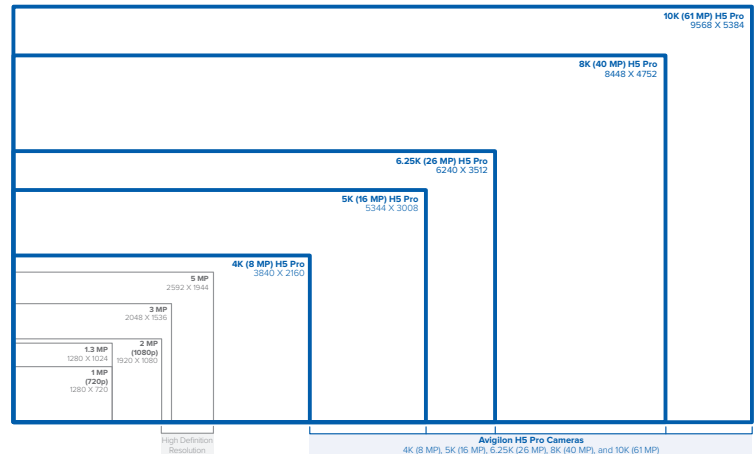 10K (61 MP) H5 Pro
9568 X 5384
8K (40 MP) H5 Pro
8448 X 4752
6.25K (26 MP) H5 Pro
6240 X 3512
5K (16 MP) H5 Pro
5344 X 3008
4K (8 MP) H5 Pro
3840 X 2160
5 MP
2592 X 1944
3 MP
2048 X 1536
2 MP
(1080p)
1920 X 1080
1.3 MP
1280 X 1024
1 MP
(720p)
1280 X 720
High Definition
Resolution
Avigilon H5 Pro Cameras
4K (8 MP), 5K (16 MP), 6.25K (26 MP), 8K (40 MP), and 10K (61 MP)